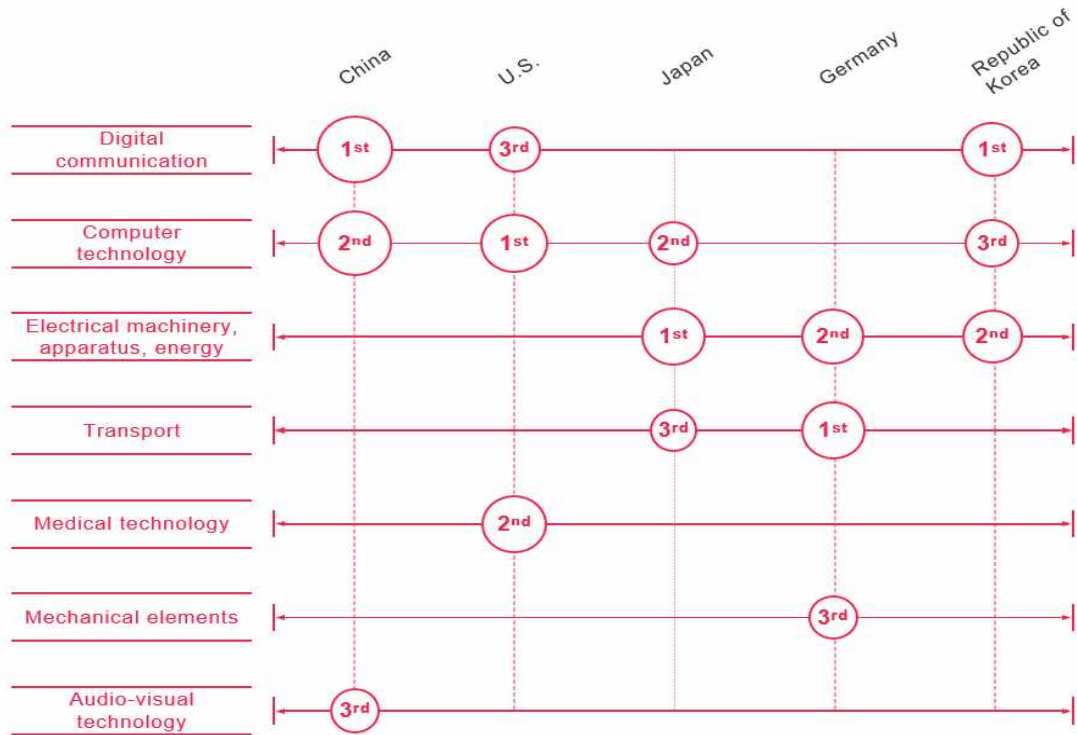 China
U.S.
Japan
Germany
Republic of
Korea
Digital
communication
1st
3rd
1st
Computer
technology
2nd
1st
2nd
3rd
Electrical machinery,
apparatus, energy
1st
2nd
2nd
Transport
3rd
1st
Medical technology
2nd
Mechanical elements
3rd
Audio-visual
technology
3rd